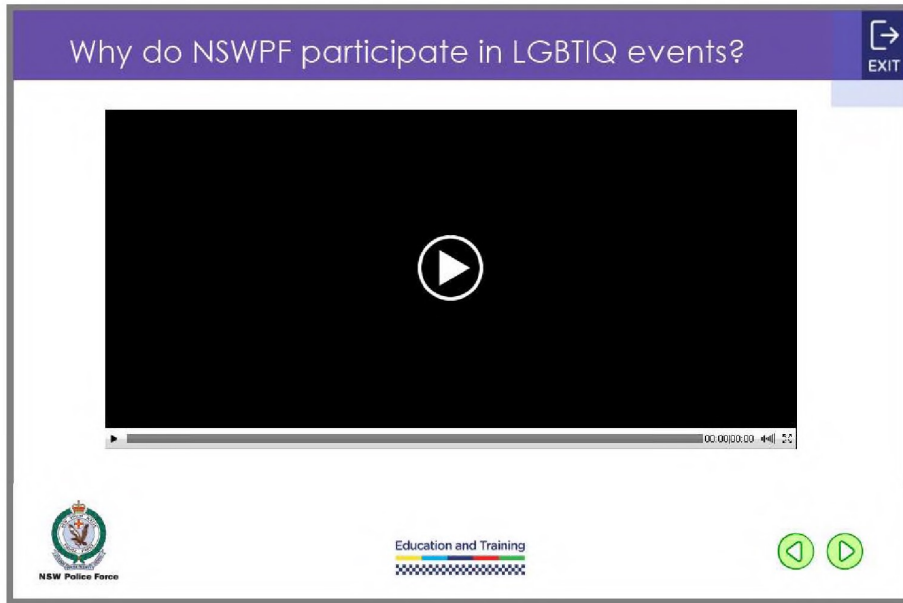 Why do NSWPF participate in LGBTIQ events?
EXIT
00:00|00:00
NSW Police Force
Education and Training